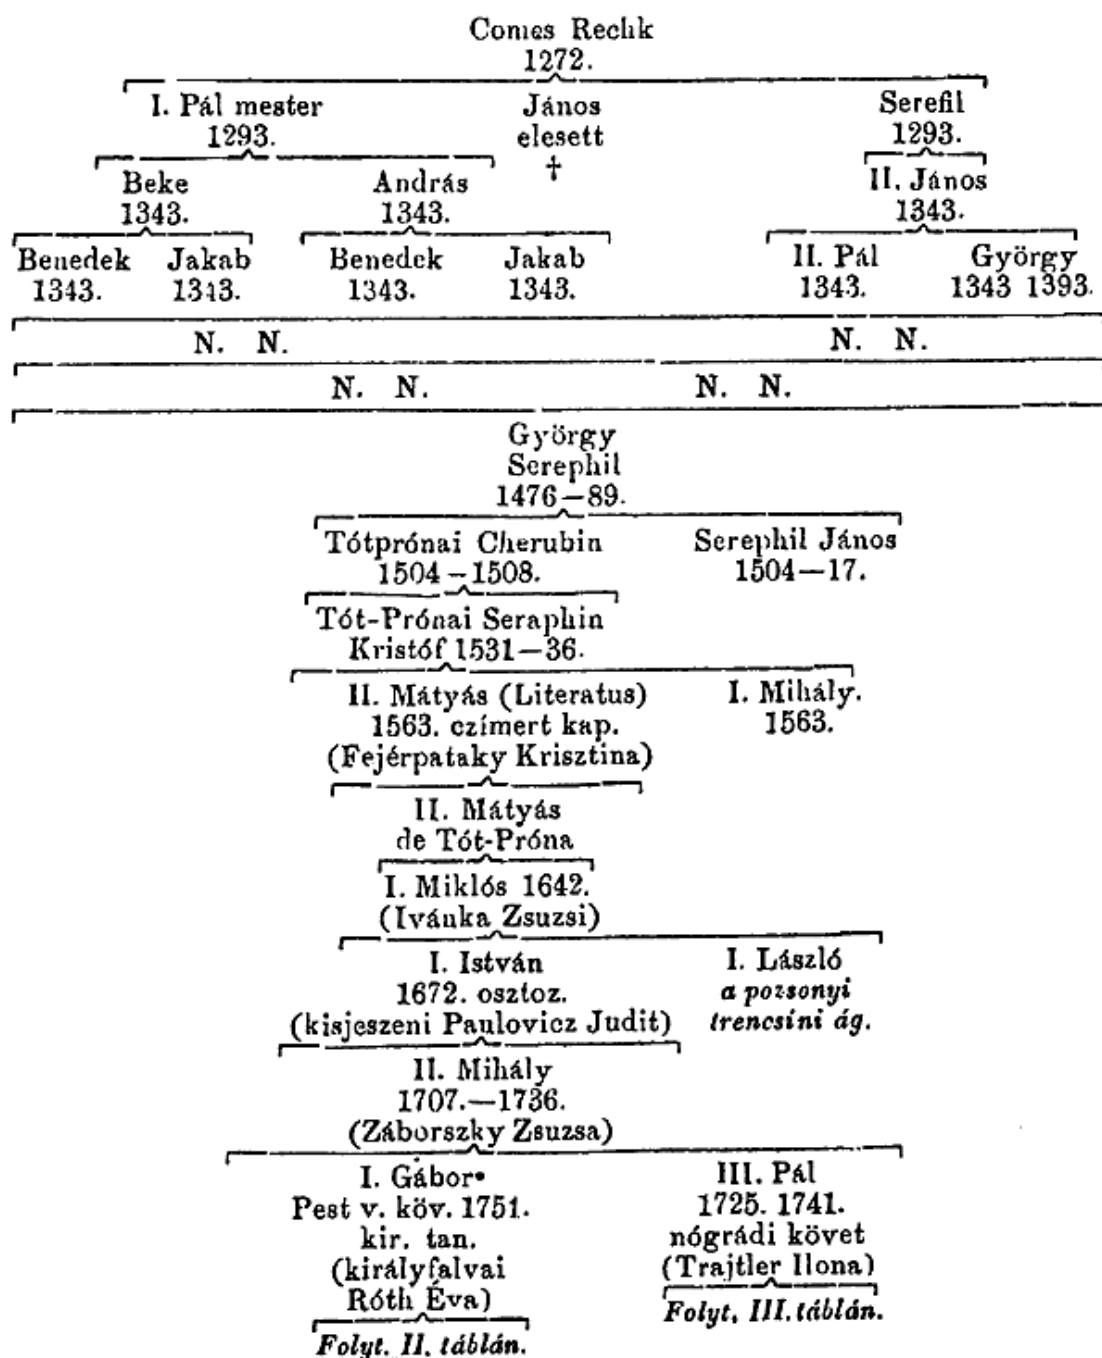 Comes Rechk
1272.
I. Pál mester János Serefil
1293. elesett 1293.
†
Beke András II. János
1343. 1343. 1343.
Benedek Jakab Benedek Jakab II. Pál György
1343. 1343. 1343. 1343. 1343. 1343 1393.
N. N. N. N.
N. N. N. N.
György
Serephil
1476–89.
Tótprónai Cherubin Serephil János
1504–1508. 1504–17.
Tót-Prónai Seraphin
Kristóf 1531–36.
II. Mátyás (Literatus) I. Mihály.
1563. czímert kap. 1563.
(Fejérpataky Krisztina)
II. Mátyás
de Tót-Próna
I. Miklós 1642.
(Ivánka Zsuzsi)
I. István I. László
1672. osztoz. a pozsonyi
(kisjeszeni Paulovicz Judit) trencsíni ág.
II. Mihály
1707.—1736.
(Záborszky Zsuzsa)
I. Gábor• III. Pál
Pest v. köv. 1751. 1725. 1741.
kir. tan. nógrádi követ
(királyfalvai (Trajtler Ilona)
Róth Éva) Folyt. III. táblán.
Folyt. II. táblán.